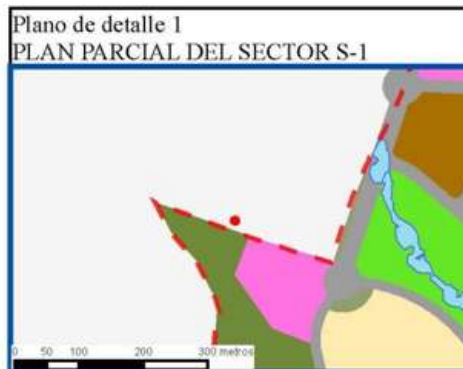 Plano de detalle 1
PLAN PARCIAL DEL SECTOR S-1
0 50 100 200 300 metros